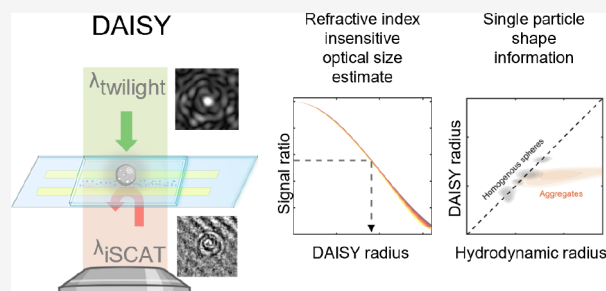 DAISY
λtwilight
λiSCAT
Refractive index
insensitive
optical size
estimate
Signal ratio
DAISY radius
Single particle
shape
information
DAISY radius
Homogenous spheres
Aggregates
Hydrodynamic radius